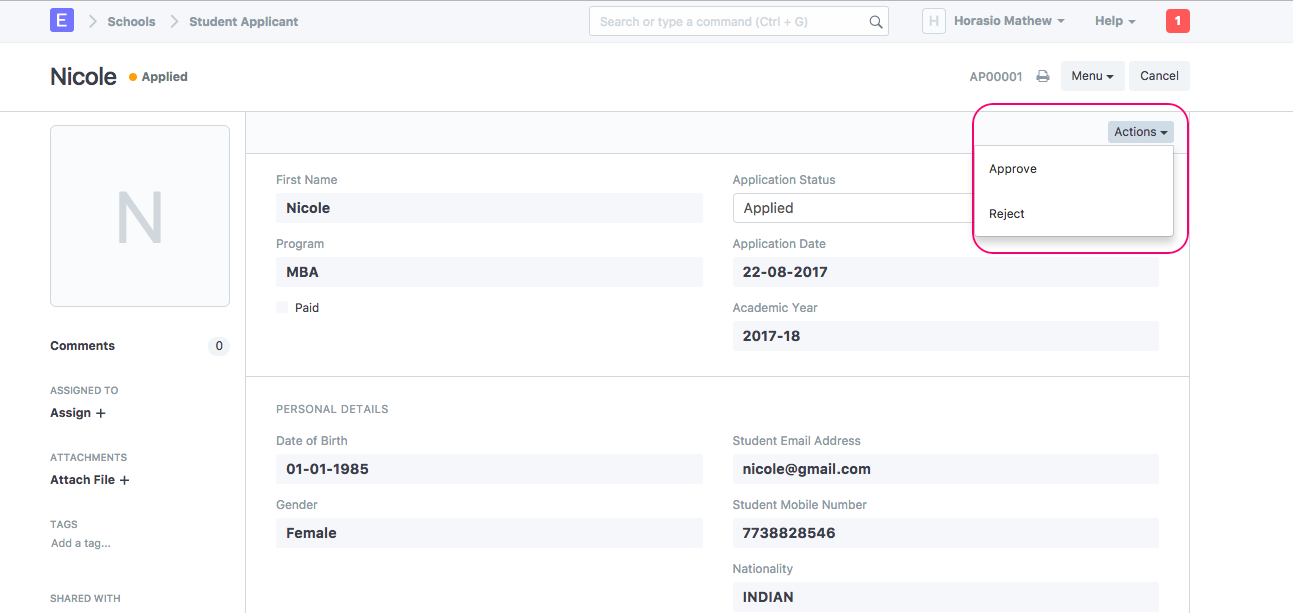 E Schools Student Applicant Search or type a command (Ctrl + G) H Horasio Mathew Help 1
Nicole Applied AP00001 Menu Cancel
Actions
Approve
Reject
N
Comments 0
ASSIGNED TO
Assign +
ATTACHMENTS
Attach File +
TAGS
Add a tag...
SHARED WITH
First Name
Nicole
Program
MBA
Paid
Application Status
Applied
Application Date
22-08-2017
Academic Year
2017-18
PERSONAL DETAILS
Date of Birth
01-01-1985
Gender
Female
Student Email Address
nicole@gmail.com
Student Mobile Number
7738828546
Nationality
INDIAN